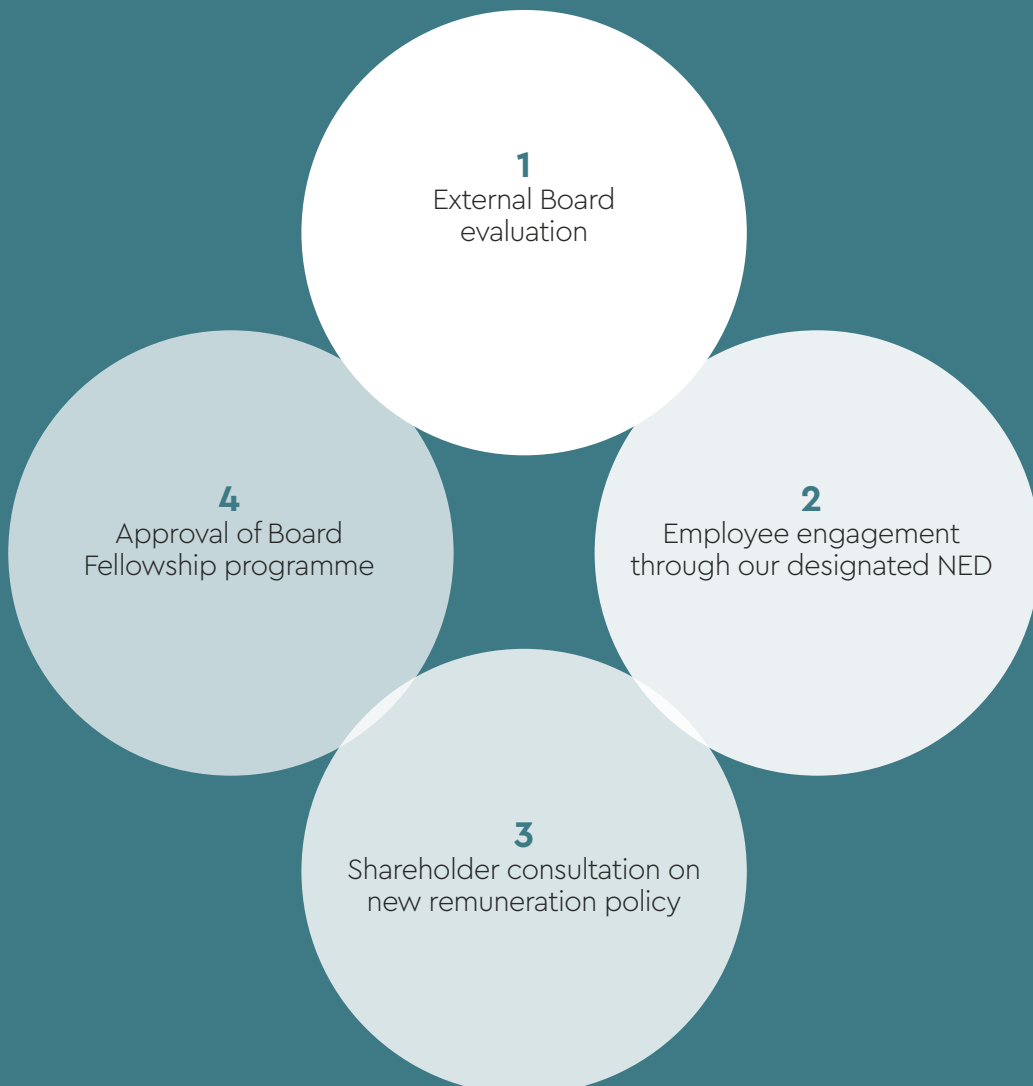 1
External Board
evaluation
2
Employee engagement
through our designated NED
3
Shareholder consultation on
new remuneration policy
4
Approval of Board
Fellowship programme